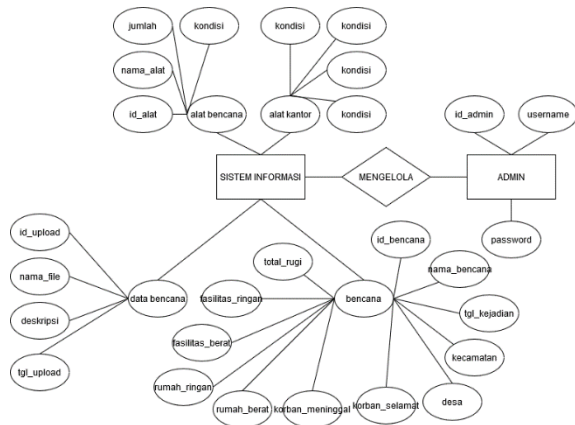 jumlah
kondisi
kondisi
kondisi
nama_alat
kondisi
id_alat
alat bencana
alat kantor
kondisi
id_admin
username
SISTEM INFORMASI
MENGELOLA
ADMIN
id_upload
id_bencana
password
total_rugi
nama_bencana
nama_file
data bencana
fasilitas_ringan
bencana
deskripsi
tgl_kejadian
fasilitas_berat
kecamatan
tgl_upload
rumah_ringan
rumah_berat
korban_meninggal
korban_selamat
desa